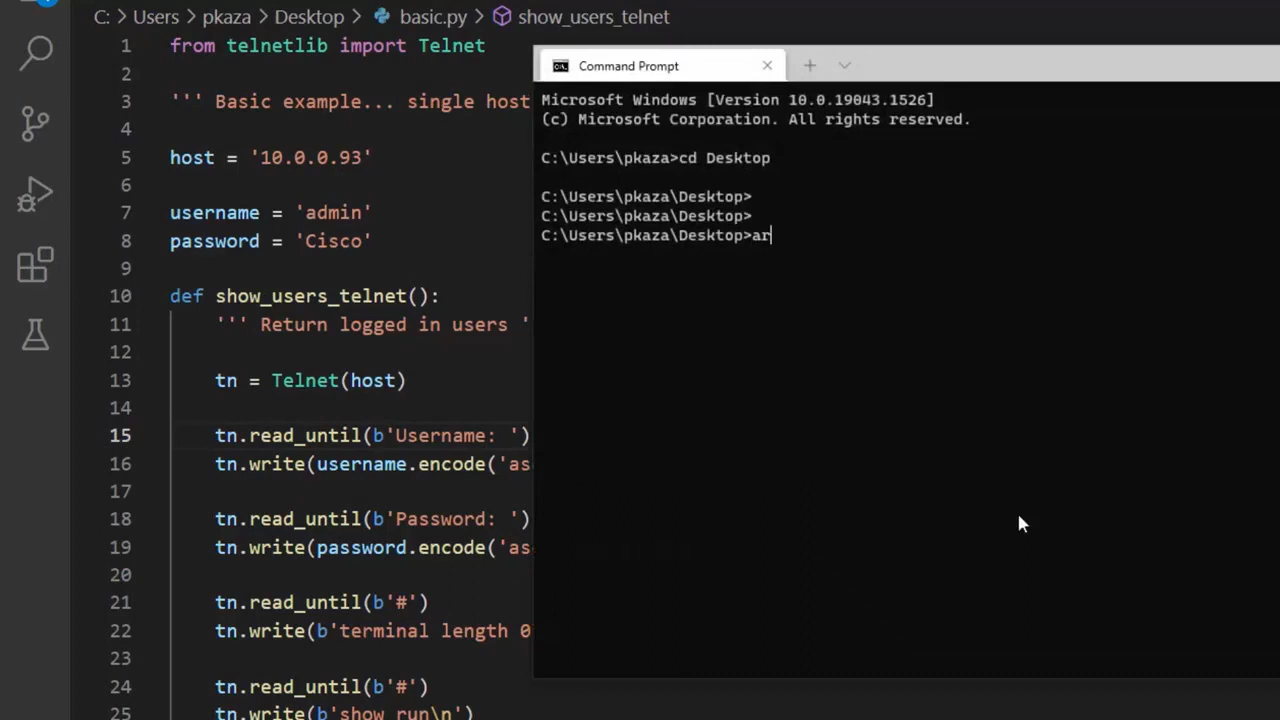 C: > Users > pkaza > Desktop > basic.py > show_users_telnet
1 from telnetlib import Telnet
2
3 ''' Basic example... single host
4
5 host = '10.0.0.93'
6
7 username = 'admin'
8 password = 'Cisco'
9
10 def show_users_telnet():
11 ''' Return logged in users '
12
13 tn = Telnet(host)
14
15 tn.read_until(b'Username: ')
16 tn.write(username.encode('as
17
18 tn.read_until(b'Password: ')
19 tn.write(password.encode('as
20
21 tn.read_until(b'#')
22 tn.write(b'terminal length 0
23
24 tn.read_until(b'#')
25 tn.write(b'show run\n')
Command Prompt
Microsoft Windows [Version 10.0.19043.1526]
(c) Microsoft Corporation. All rights reserved.
C:\Users\pkaza>cd Desktop
C:\Users\pkaza\Desktop>
C:\Users\pkaza\Desktop>
C:\Users\pkaza\Desktop>ar